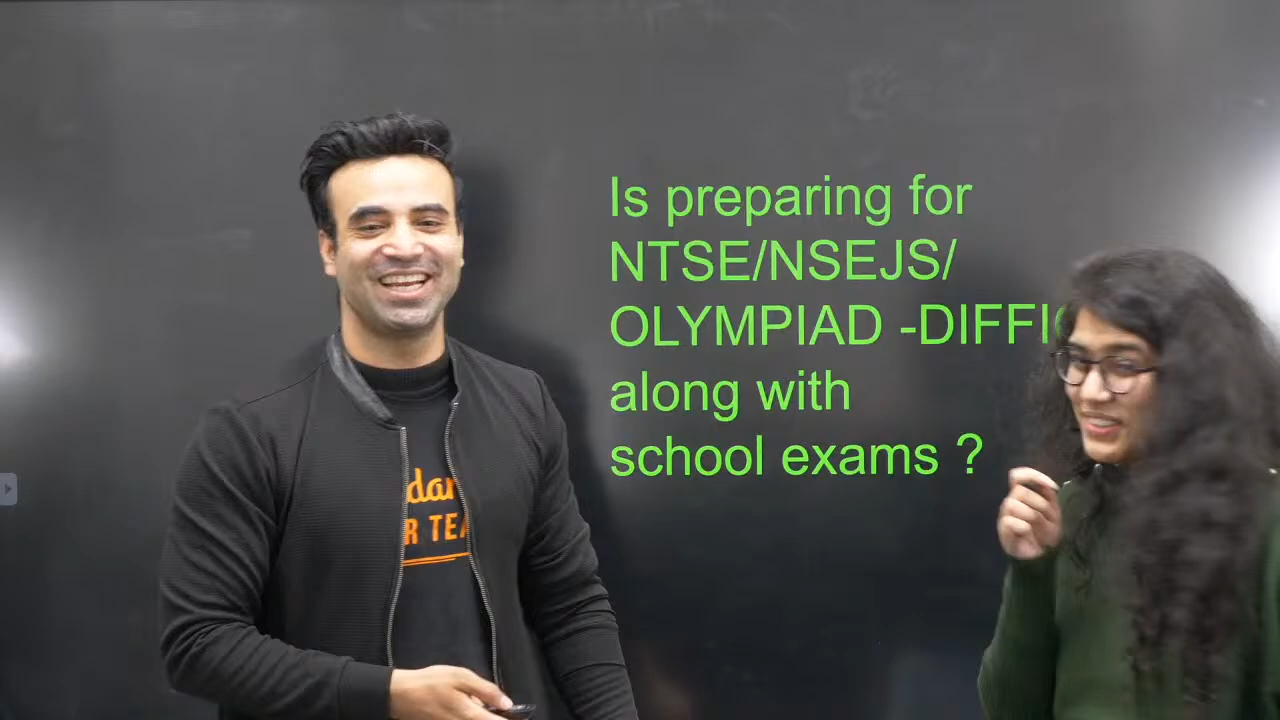 Is preparing for
NTSE/NSEJS/
OLYMPIAD -DIFFI
along with
school exams ?